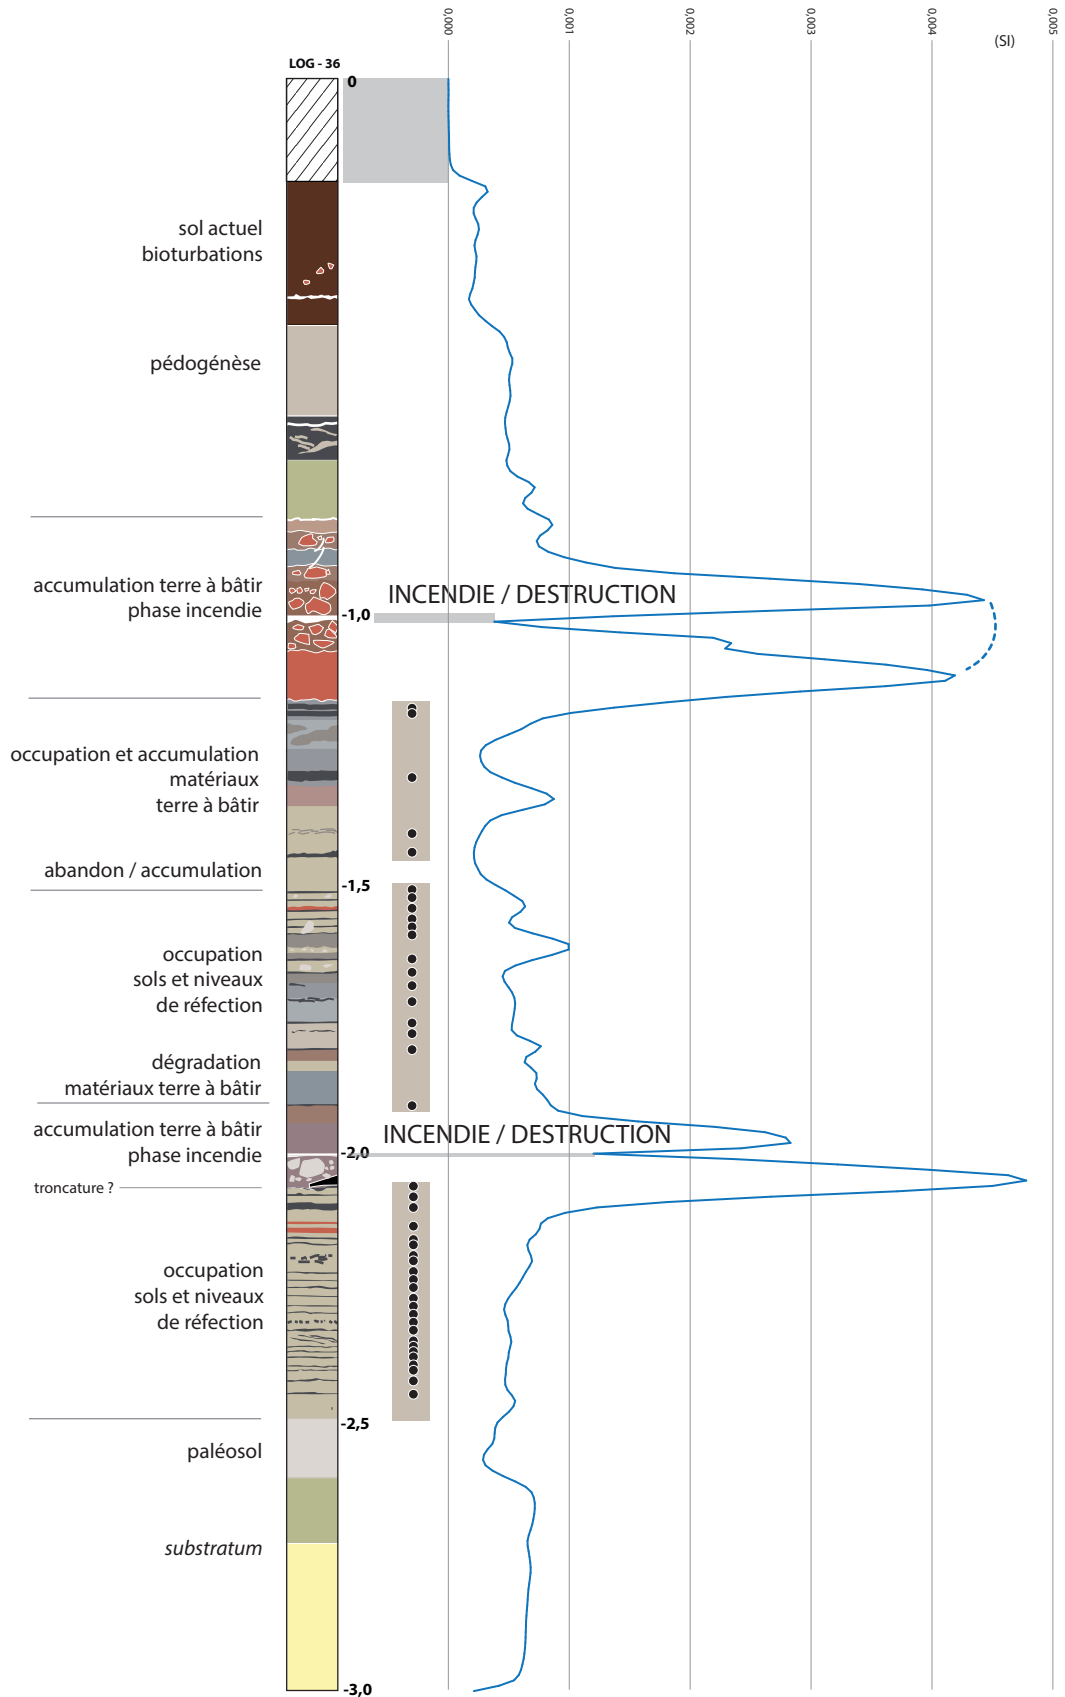 0,000
0,001
0,002
0,003
0,004
0,005
(SI)
LOG - 36
0
sol actuel
bioturbations
pédogénèse
accumulation terre à bâtir
phase incendie
INCENDIE / DESTRUCTION
-1,0
occupation et accumulation
matériaux
terre à bâtir
abandon / accumulation
-1,5
occupation
sols et niveaux
de réfection
dégradation
matériaux terre à bâtir
accumulation terre à bâtir
phase incendie
INCENDIE / DESTRUCTION
-2,0
troncature ?
occupation
sols et niveaux
de réfection
-2,5
paléosol
substratum
-3,0